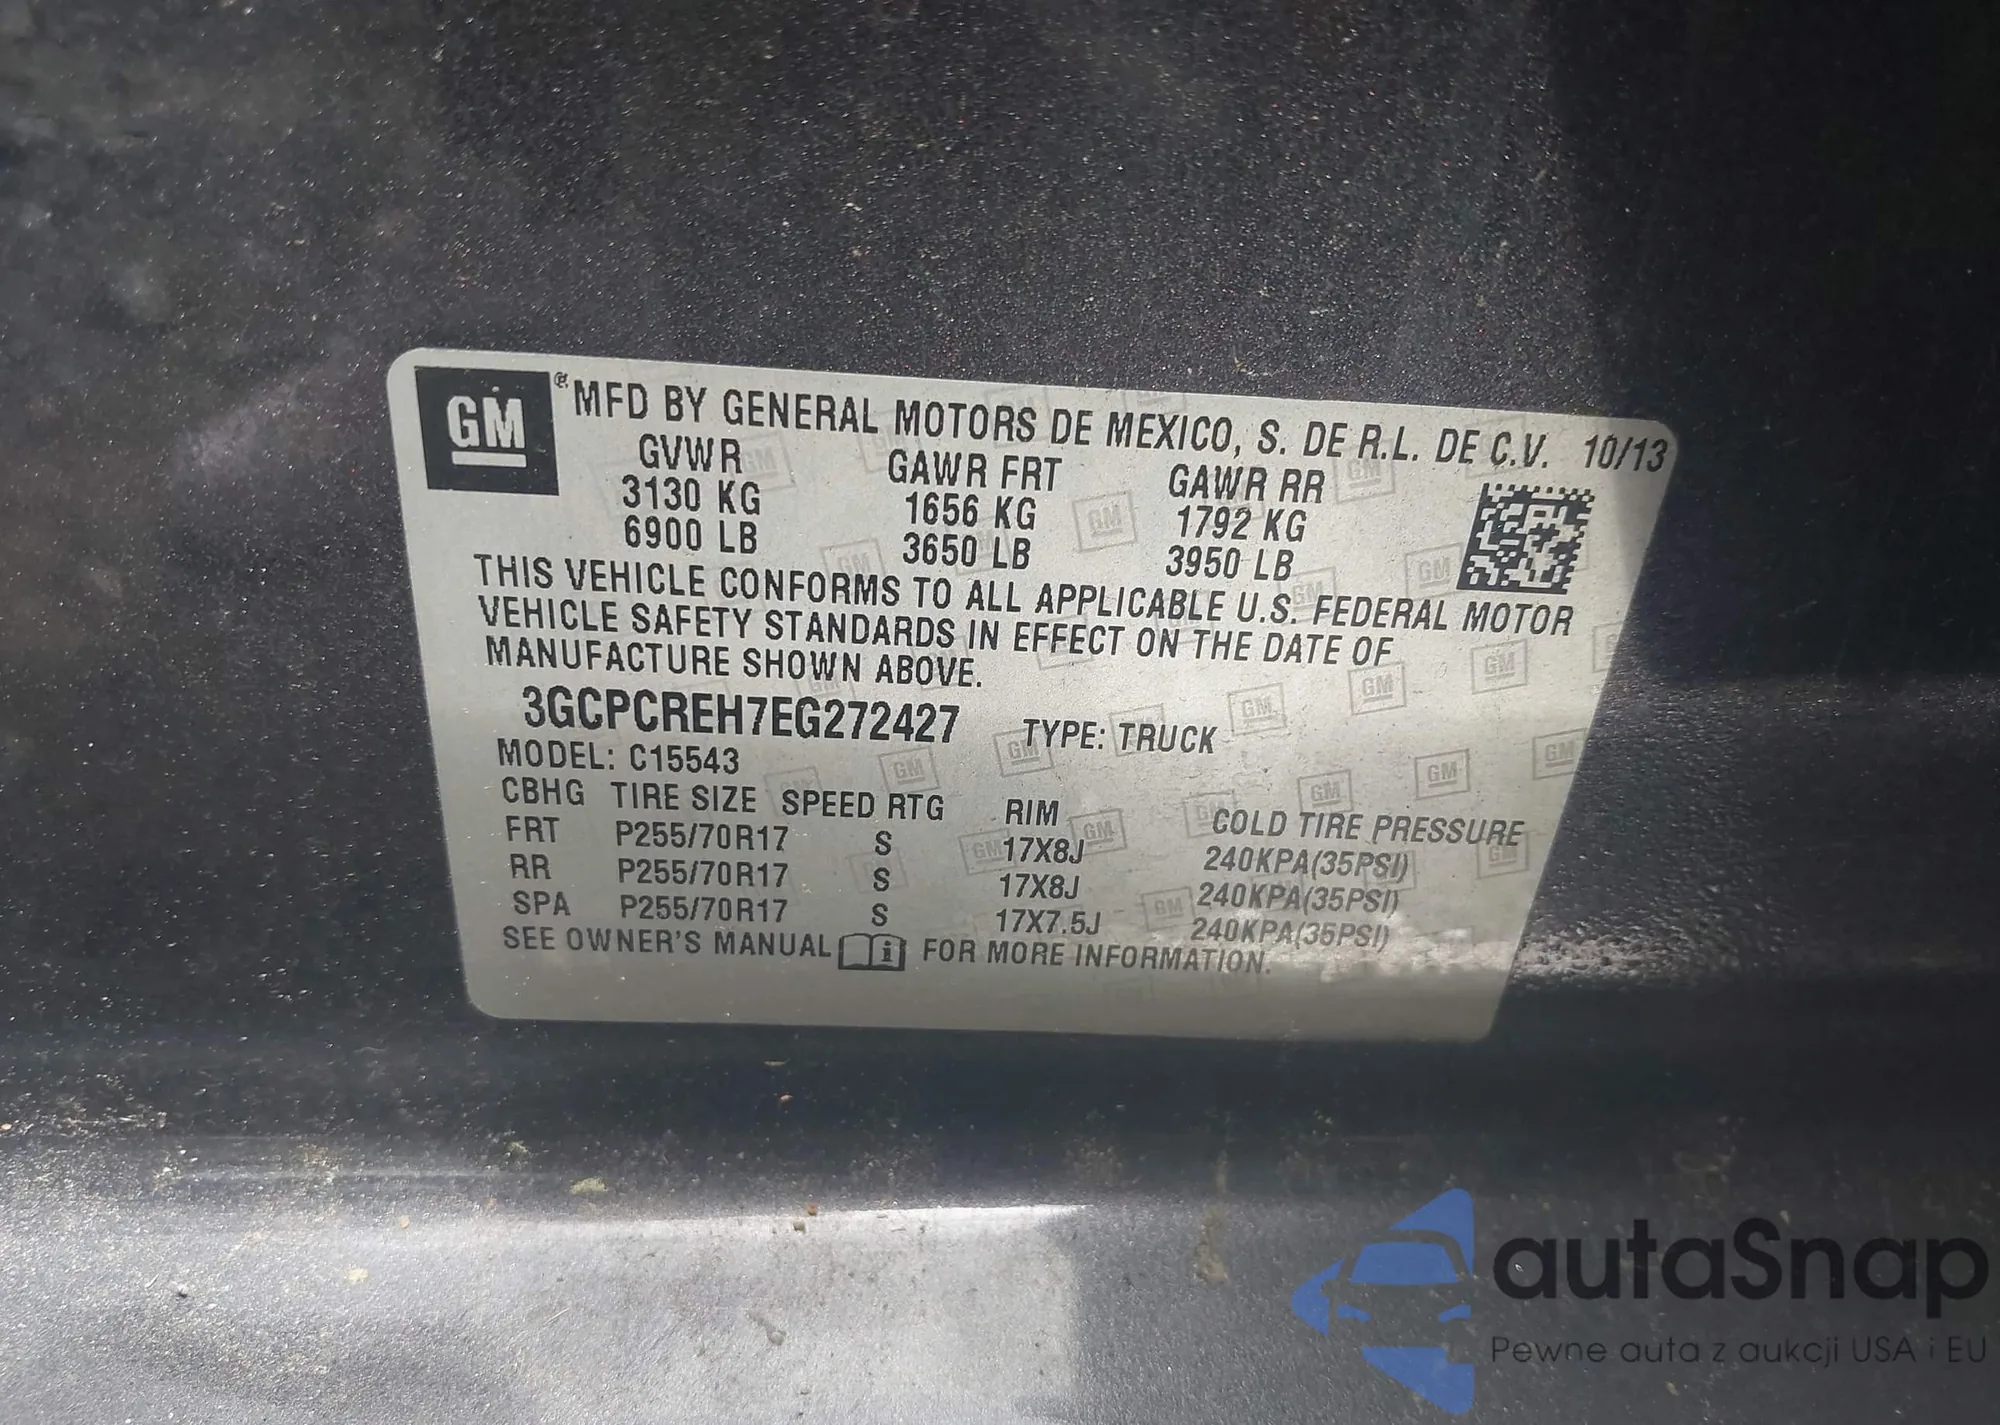 GM ® MFD BY GENERAL MOTORS DE MEXICO, S. DE R.L. DE C.V. 10/13
GVWR GAWR FRT GAWR RR
3130 KG 1656 KG 1792 KG
6900 LB 3650 LB 3950 LB
THIS VEHICLE CONFORMS TO ALL APPLICABLE U.S. FEDERAL MOTOR
VEHICLE SAFETY STANDARDS IN EFFECT ON THE DATE OF
MANUFACTURE SHOWN ABOVE.
3GCPCREH7EG272427 TYPE: TRUCK
MODEL: C15543
CBHG TIRE SIZE SPEED RTG RIM COLD TIRE PRESSURE
FRT P255/70R17 S 17X8J 240KPA(35PSI)
RR P255/70R17 S 17X8J 240KPA(35PSI)
SPA P255/70R17 S 17X7.5J 240KPA(35PSI)
SEE OWNER'S MANUAL i FOR MORE INFORMATION.
autaSnap
Pewne auta z aukcji USA i EU